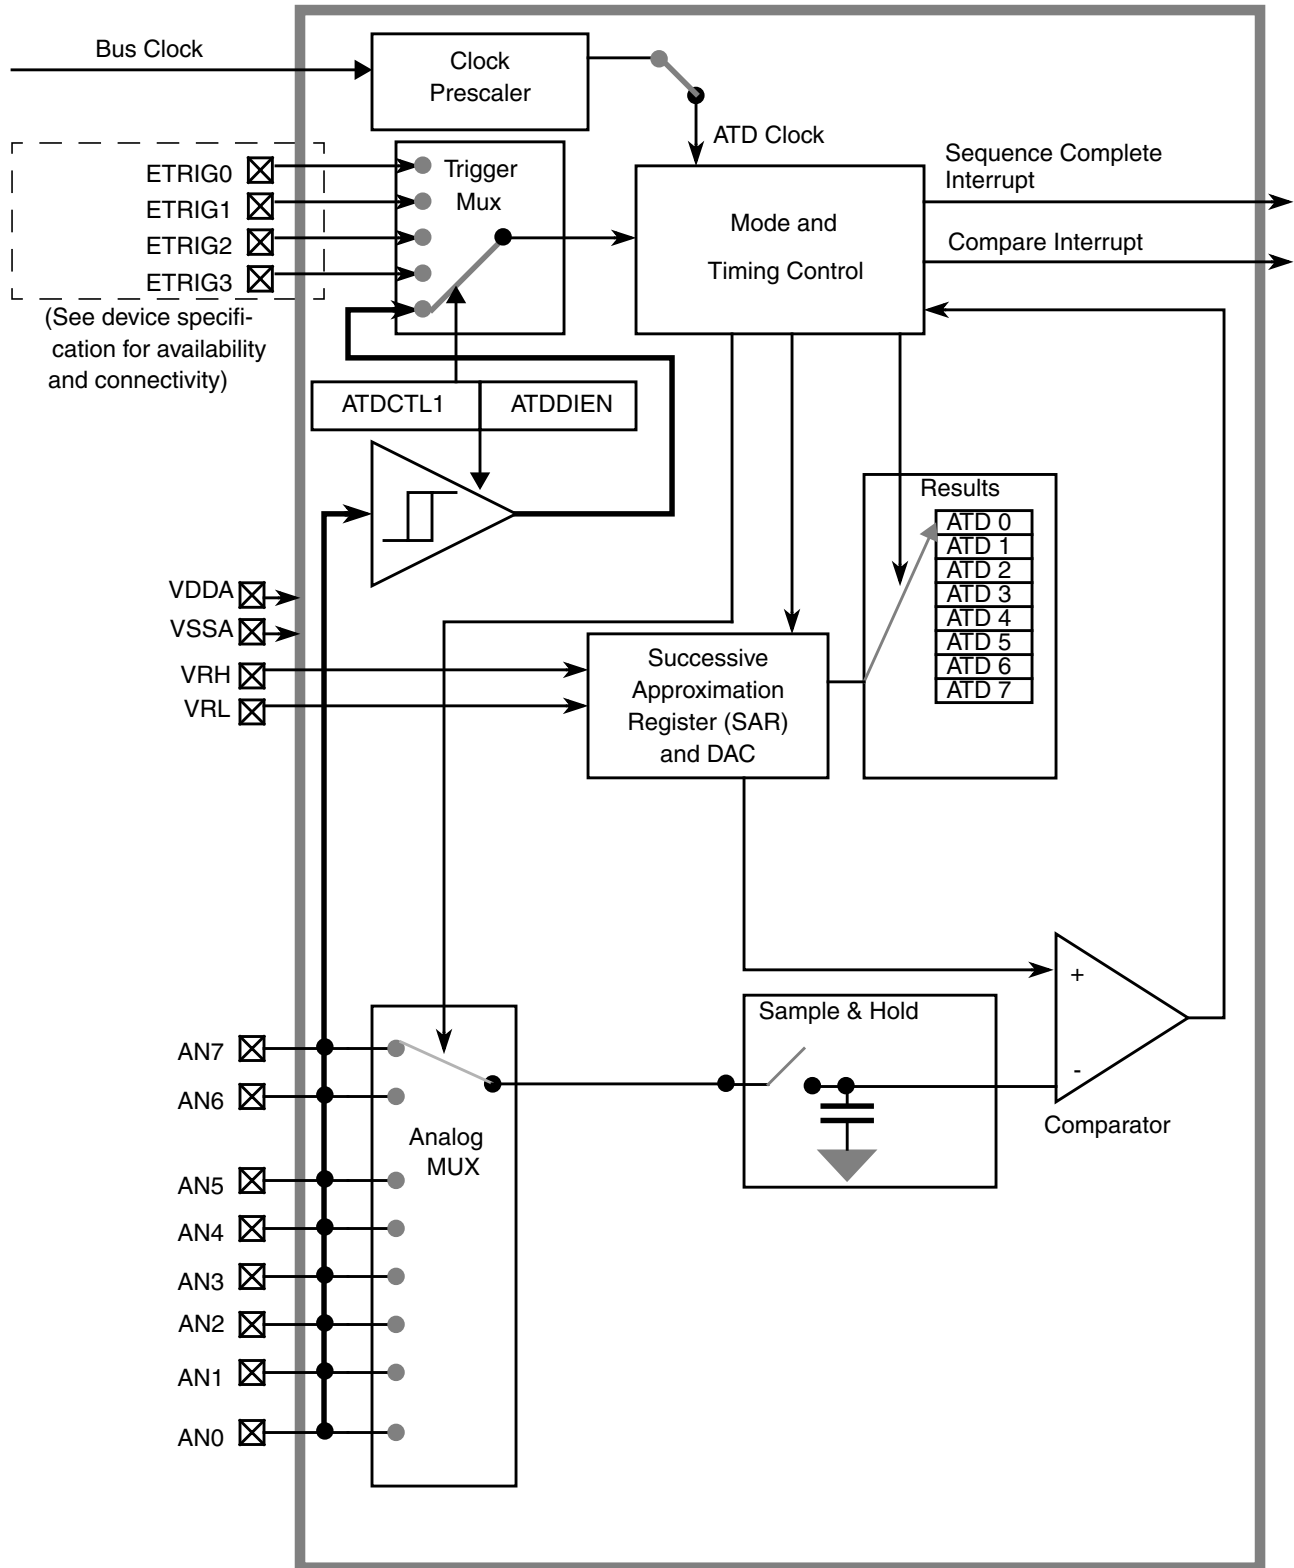 Bus Clock
Clock
Prescaler
ATD Clock
ETRIG0
ETRIG1
ETRIG2
ETRIG3
(See device specifi-
cation for availability
and connectivity)
Trigger
Mux
Mode and
Timing Control
Sequence Complete
Interrupt
Compare Interrupt
ATDCTL1
ATDDIEN
Results
ATD 0
ATD 1
ATD 2
ATD 3
ATD 4
ATD 5
ATD 6
ATD 7
VDDA
VSSA
VRH
VRL
Successive
Approximation
Register (SAR)
and DAC
+
-
Comparator
Sample & Hold
AN7
AN6
AN5
AN4
AN3
AN2
AN1
AN0
Analog
MUX